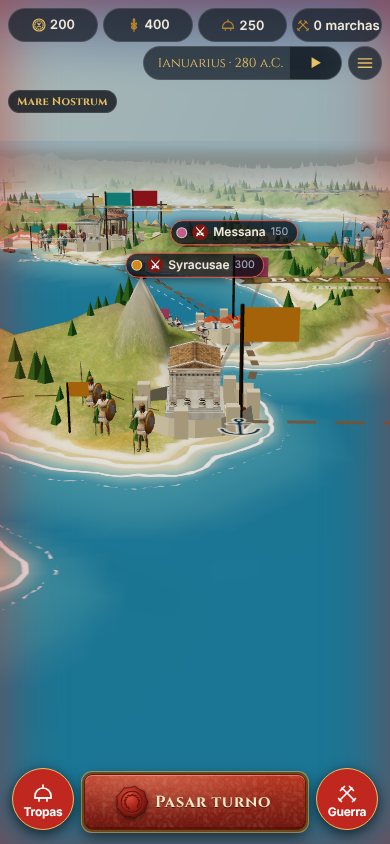 200
400
250
0 marchas
Ianuarius · 280 a.C.
Mare Nostrum
Messana 150
Syracusae 300
Pasar turno
Tropas
Guerra